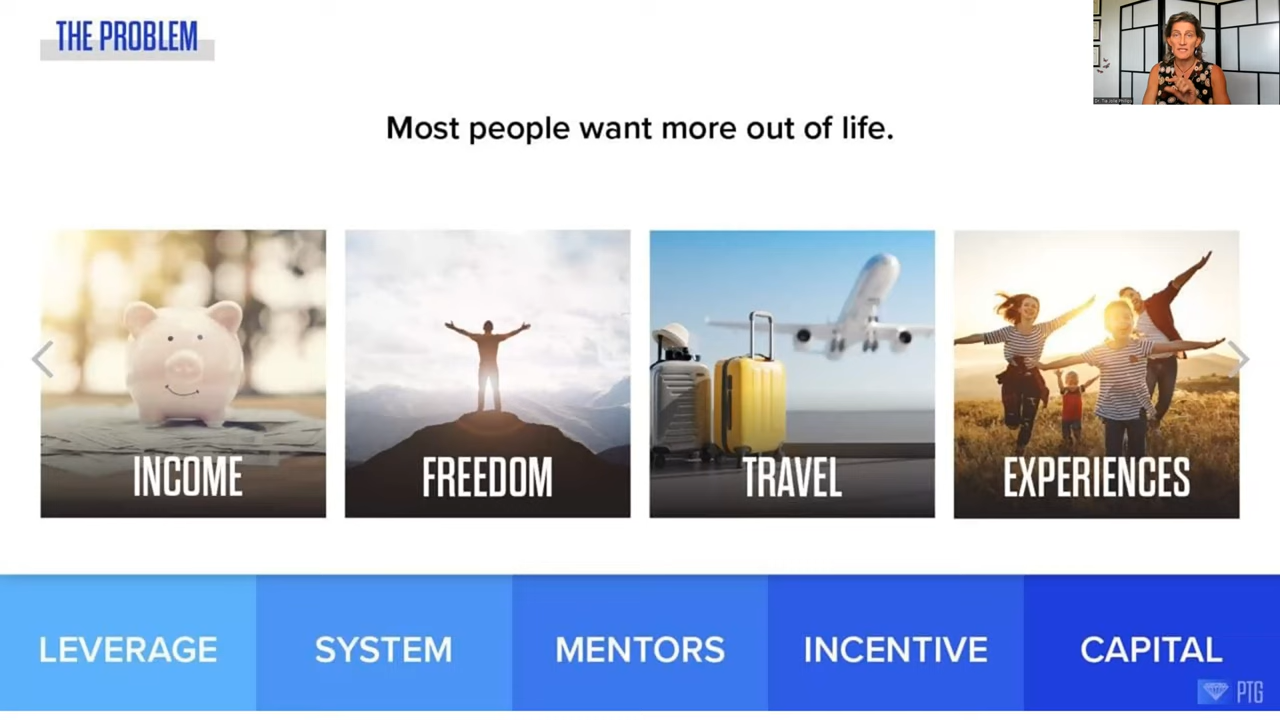 THE PROBLEM
Most people want more out of life.
INCOME
FREEDOM
TRAVEL
EXPERIENCES
LEVERAGE
SYSTEM
MENTORS
INCENTIVE
CAPITAL
PTG